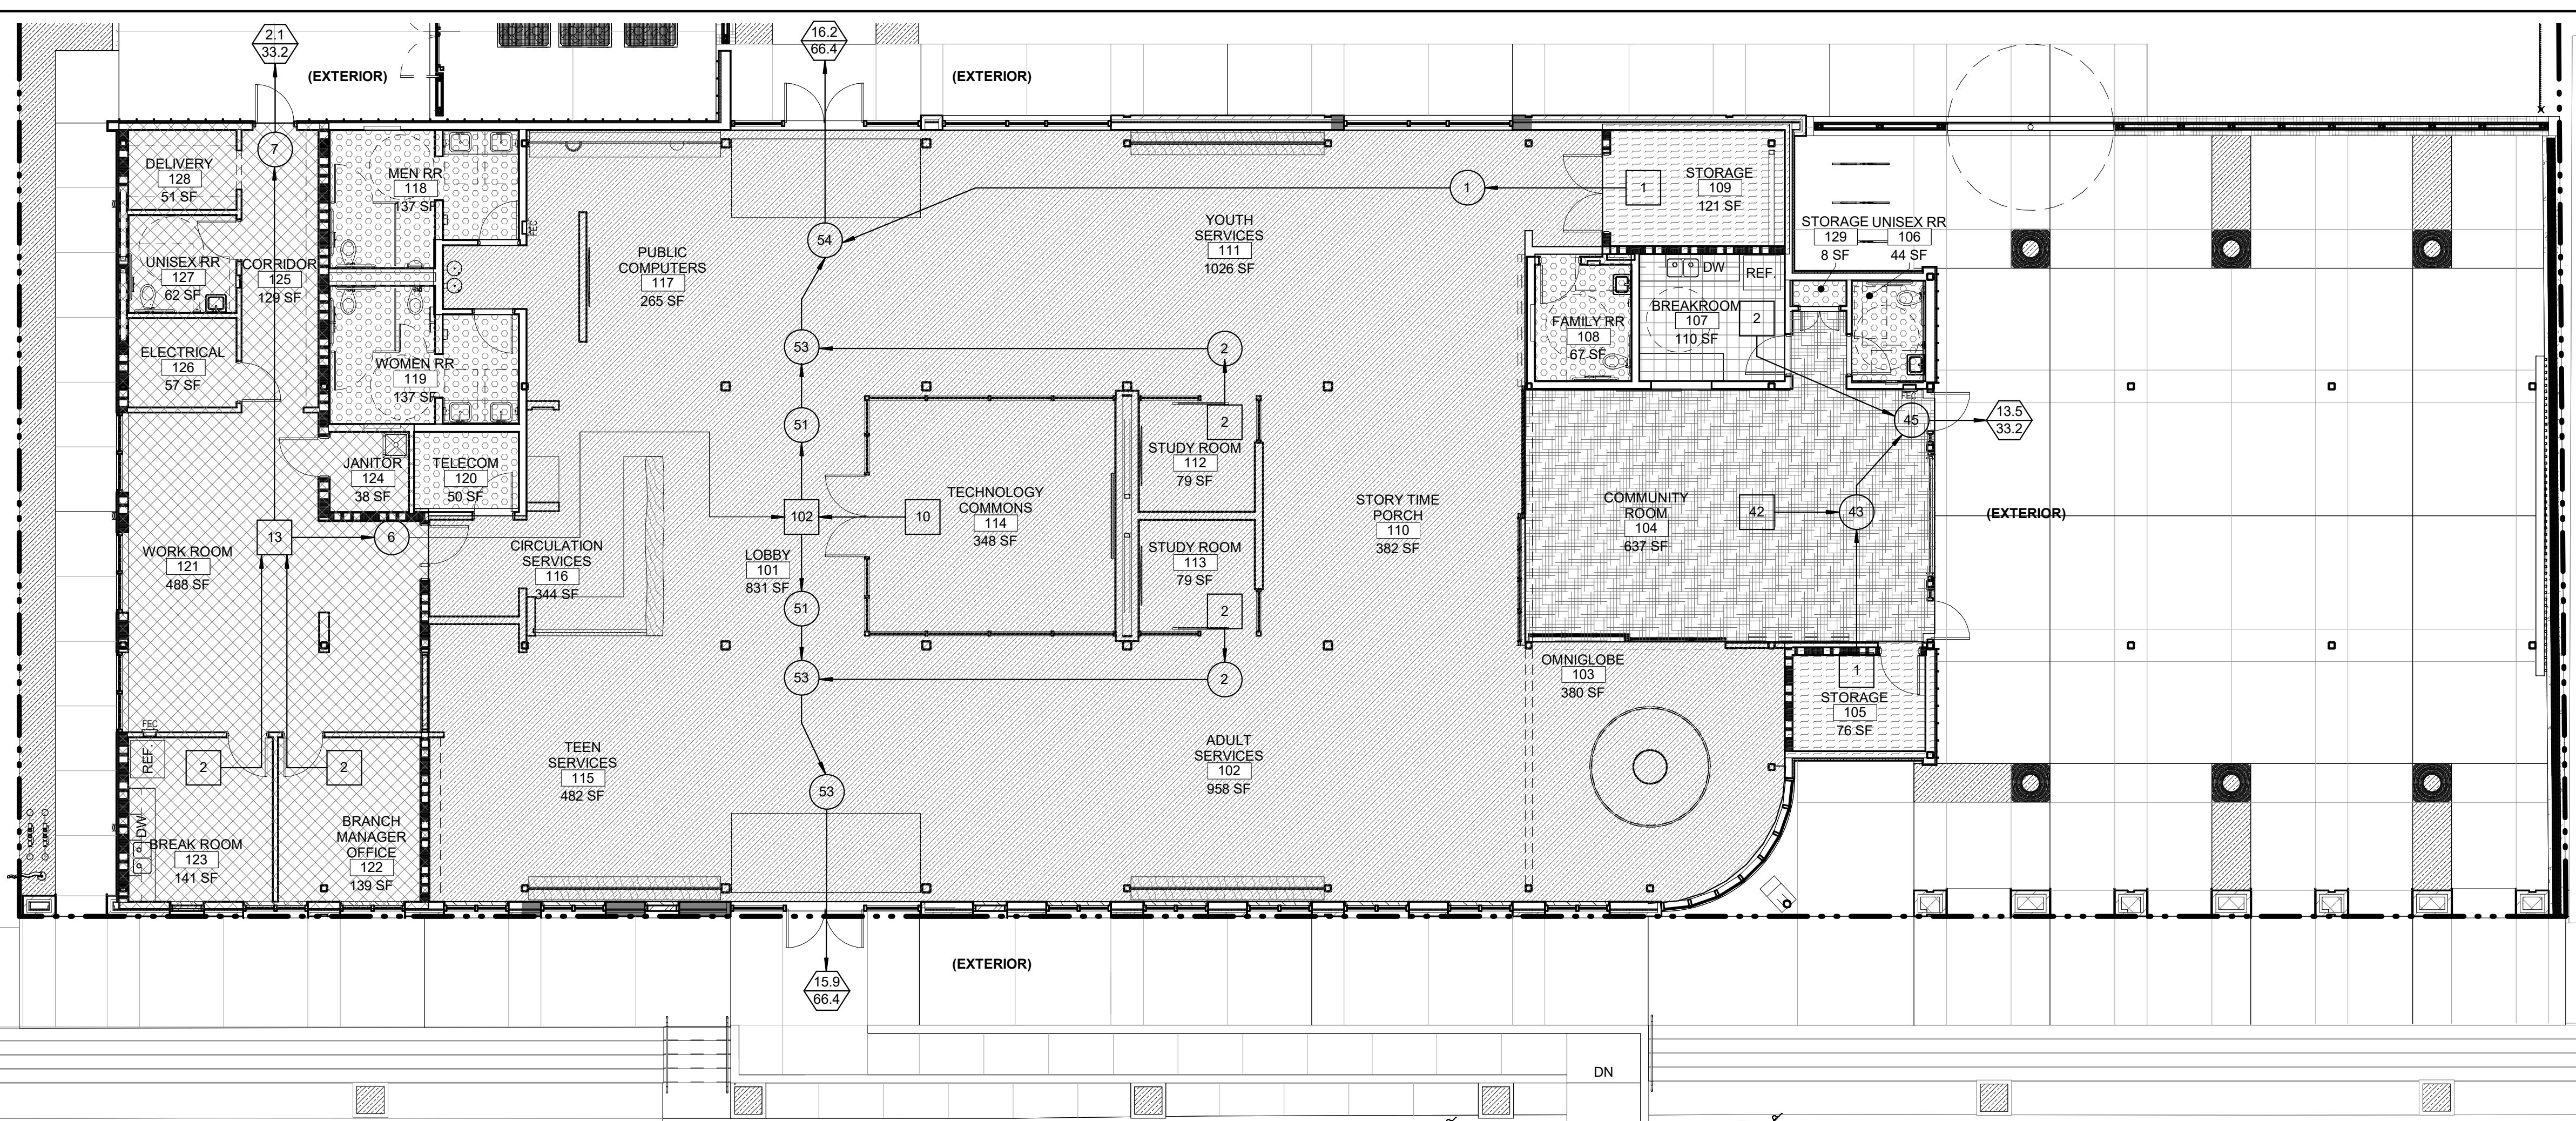 2.1
33.2
(EXTERIOR)
16.2
66.4
(EXTERIOR)
7
DELIVERY
128
51 SF
MEN RR
118
137 SF
FEC
54
1
1
STORAGE
109
121 SF
YOUTH
SERVICES
111
1026 SF
STORAGE
129
8 SF
UNISEX RR
106
44 SF
UNISEX RR
127
62 SF
CORRIDOR
125
129 SF
PUBLIC
COMPUTERS
117
265 SF
DW
REF.
BREAKROOM
107
110 SF
2
FAMILY RR
108
67 SF
ELECTRICAL
126
57 SF
WOMEN RR
119
137 SF
53
2
51
2
FEC
45
13.5
33.2
JANITOR
124
38 SF
TELECOM
120
50 SF
STUDY ROOM
112
79 SF
TECHNOLOGY
COMMONS
114
348 SF
102
10
STORY TIME
PORCH
110
382 SF
COMMUNITY
ROOM
104
637 SF
42
43
(EXTERIOR)
WORK ROOM
121
488 SF
13
6
CIRCULATION
SERVICES
116
344 SF
LOBBY
101
831 SF
STUDY ROOM
113
79 SF
51
2
53
2
OMNIGLOBE
103
380 SF
1
STORAGE
105
76 SF
FEC
REF.
2
2
TEEN
SERVICES
115
482 SF
ADULT
SERVICES
102
958 SF
53
DW
BREAK ROOM
123
141 SF
BRANCH
MANAGER
OFFICE
122
139 SF
(EXTERIOR)
15.9
66.4
DN